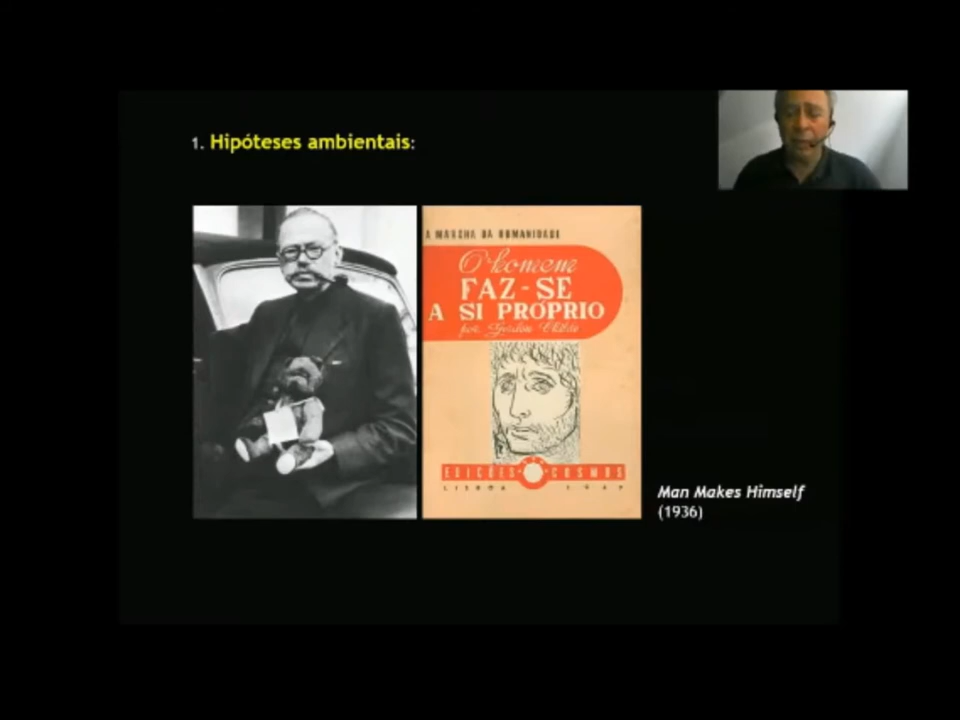 1. Hipóteses ambientais:
A MARCHA DA HUMANIDADE
O homem
FAZ-SE
A SI PRÓPRIO
por Gordon Childe
EDIÇÕES COSMOS
LISBOA
Man Makes Himself
(1936)